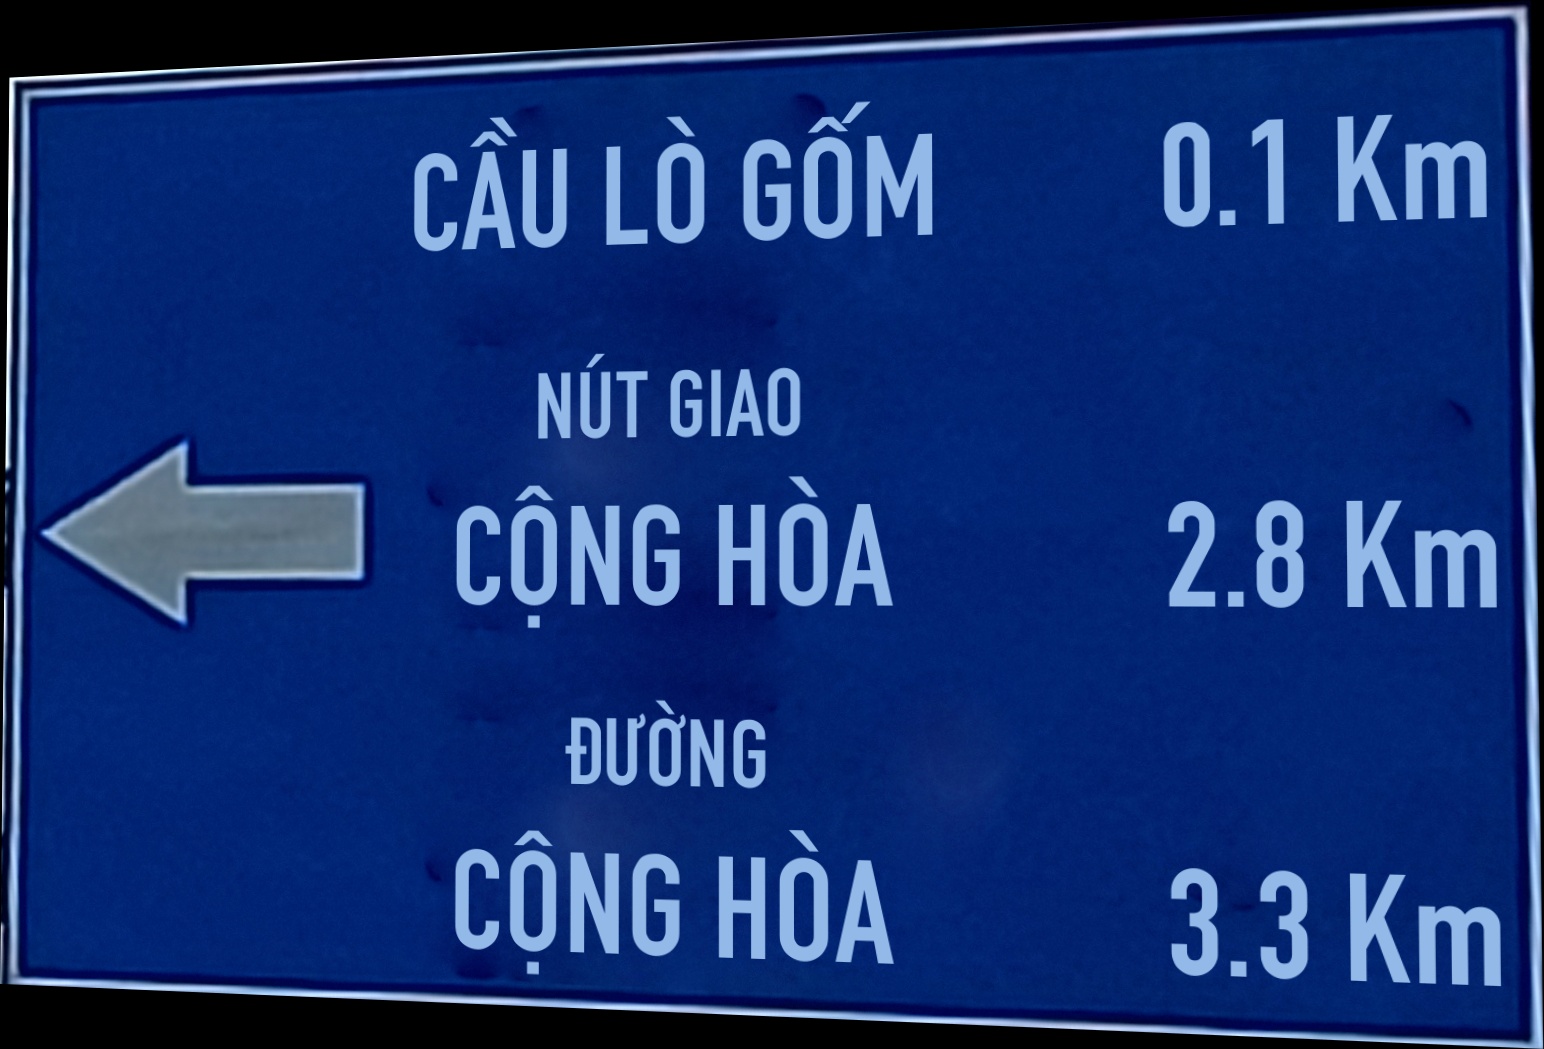 CẦU LÒ GỐM 0.1 Km
NÚT GIAO
CỘNG HÒA 2.8 Km
ĐƯỜNG
CỘNG HÒA 3.3 Km